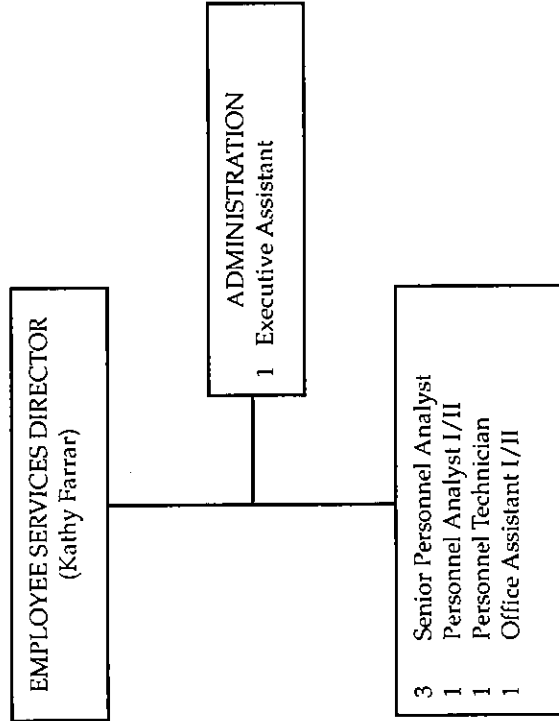 EMPLOYEE SERVICES DIRECTOR
(Kathy Farrar)
ADMINISTRATION
1 Executive Assistant
3 Senior Personnel Analyst
1 Personnel Analyst I/II
1 Personnel Technician
1 Office Assistant I/II